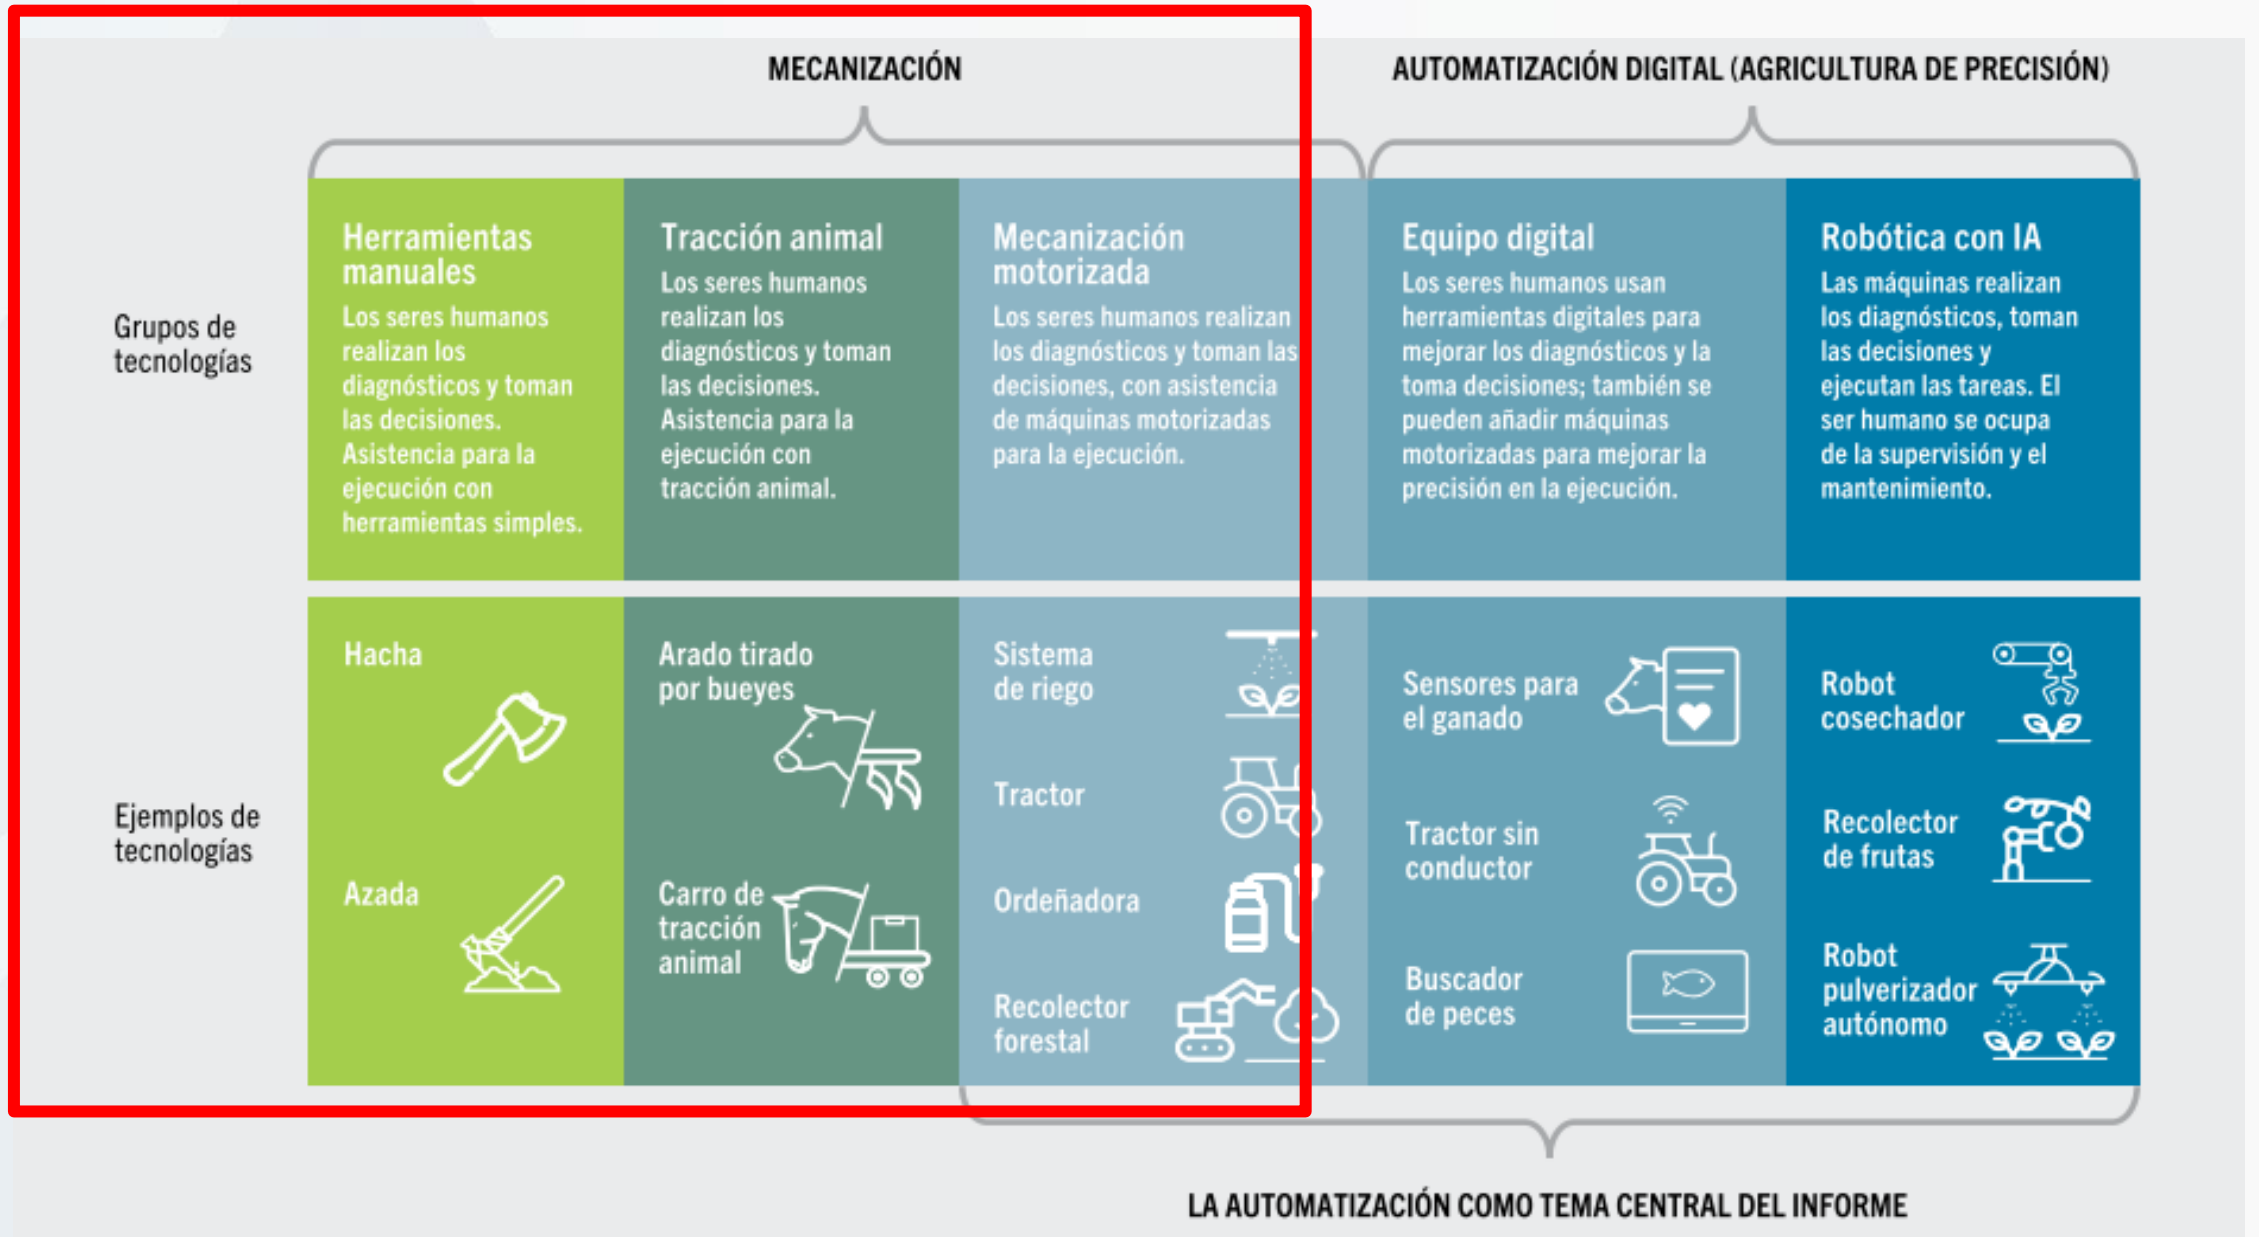 MECANIZACIÓN
AUTOMATIZACIÓN DIGITAL (AGRICULTURA DE PRECISIÓN)
Grupos de
tecnologías
Herramientas
manuales
Los seres humanos
realizan los
diagnósticos y toman
las decisiones.
Asistencia para la
ejecución con
herramientas simples.
Tracción animal
Los seres humanos
realizan los
diagnósticos y toman
las decisiones.
Asistencia para la
ejecución con
tracción animal.
Mecanización
motorizada
Los seres humanos realizan
los diagnósticos y toman las
decisiones, con asistencia
de máquinas motorizadas
para la ejecución.
Equipo digital
Los seres humanos usan
herramientas digitales para
mejorar los diagnósticos y la
toma decisiones; también se
pueden añadir máquinas
motorizadas para mejorar la
precisión en la ejecución.
Robótica con IA
Las máquinas realizan
los diagnósticos, toman
las decisiones y
ejecutan las tareas. El
ser humano se ocupa
de la supervisión y el
mantenimiento.
Ejemplos de
tecnologías
Hacha
Azada
Arado tirado
por bueyes
Carro de
tracción
animal
Sistema
de riego
Tractor
Ordeñadora
Recolector
forestal
Sensores para
el ganado
Tractor sin
conductor
Buscador
de peces
Robot
cosechador
Recolector
de frutas
Robot
pulverizador
autónomo
LA AUTOMATIZACIÓN COMO TEMA CENTRAL DEL INFORME